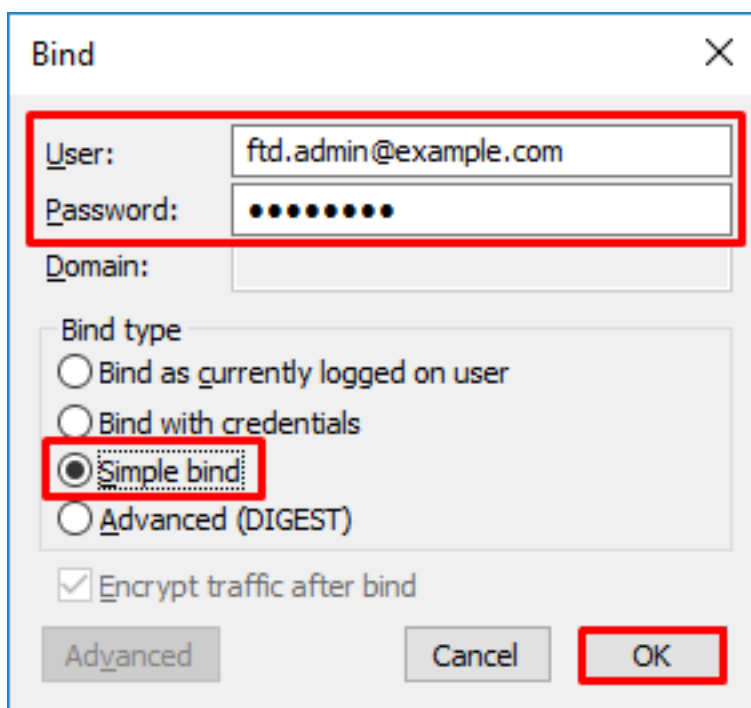 Bind
User: ftd.admin@example.com
Password: ●●●●●●●●
Domain:
Bind type
Bind as currently logged on user
Bind with credentials
Simple bind
Advanced (DIGEST)
Encrypt traffic after bind
Advanced Cancel OK